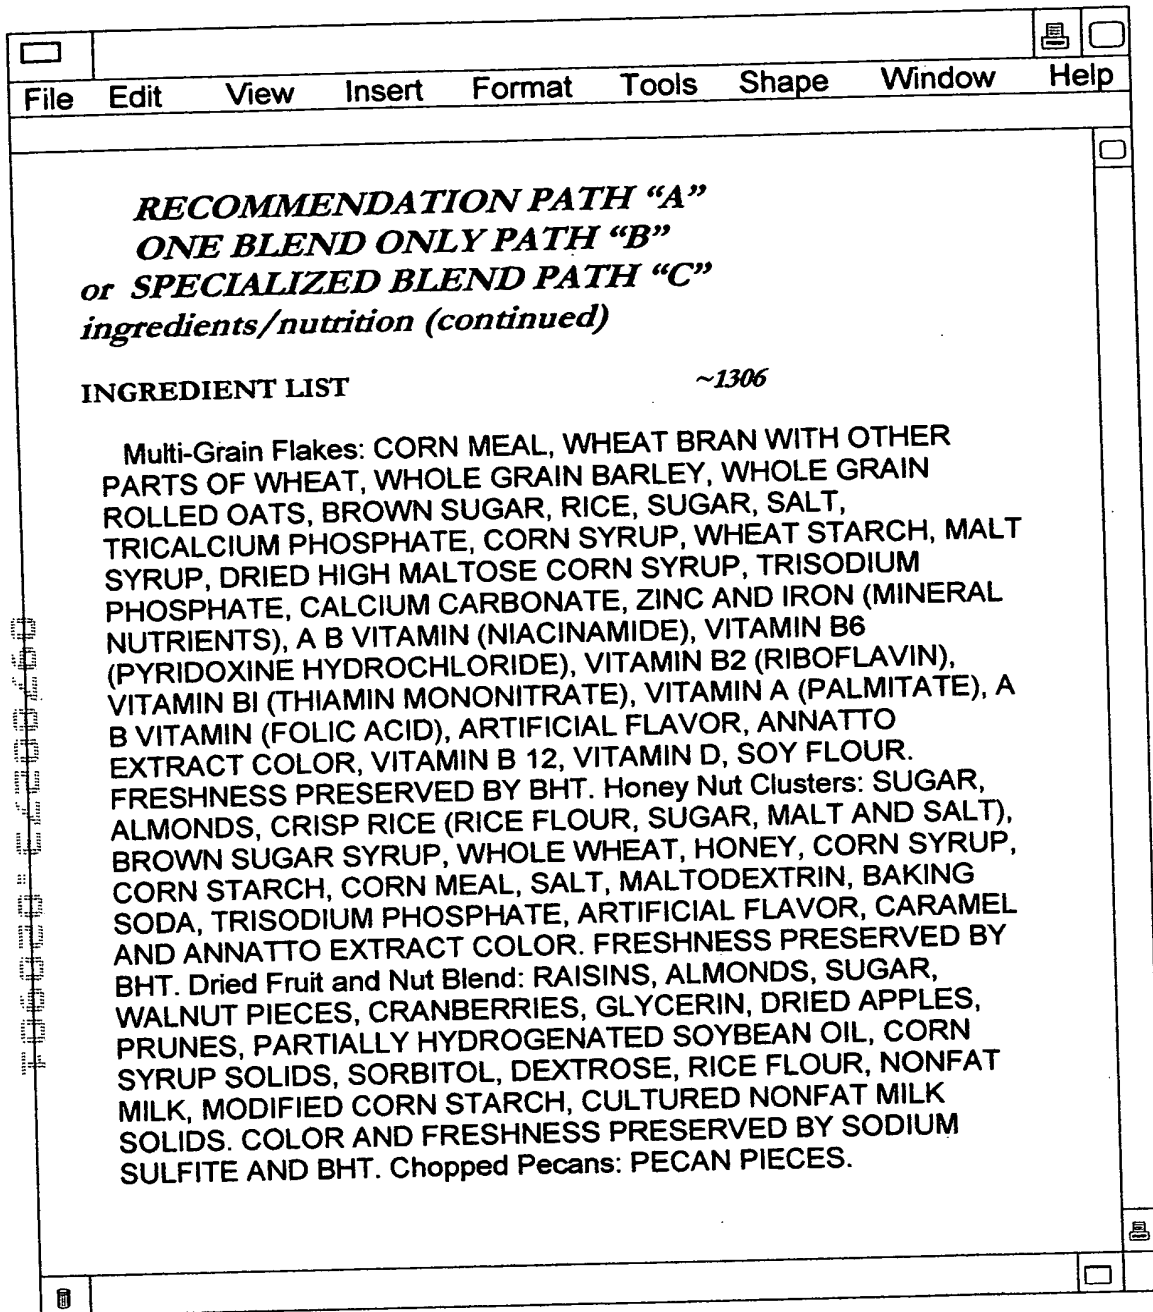 File Edit View Insert Format Tools Shape Window Help
RECOMMENDATION PATH “A”
ONE BLEND ONLY PATH “B”
or SPECIALIZED BLEND PATH “C”
ingredients/nutrition (continued)
INGREDIENT LIST ~1306
Multi-Grain Flakes: CORN MEAL, WHEAT BRAN WITH OTHER
PARTS OF WHEAT, WHOLE GRAIN BARLEY, WHOLE GRAIN
ROLLED OATS, BROWN SUGAR, RICE, SUGAR, SALT,
TRICALCIUM PHOSPHATE, CORN SYRUP, WHEAT STARCH, MALT
SYRUP, DRIED HIGH MALTOSE CORN SYRUP, TRISODIUM
PHOSPHATE, CALCIUM CARBONATE, ZINC AND IRON (MINERAL
NUTRIENTS), A B VITAMIN (NIACINAMIDE), VITAMIN B6
(PYRIDOXINE HYDROCHLORIDE), VITAMIN B2 (RIBOFLAVIN),
VITAMIN BI (THIAMIN MONONITRATE), VITAMIN A (PALMITATE), A
B VITAMIN (FOLIC ACID), ARTIFICIAL FLAVOR, ANNATTO
EXTRACT COLOR, VITAMIN B 12, VITAMIN D, SOY FLOUR.
FRESHNESS PRESERVED BY BHT. Honey Nut Clusters: SUGAR,
ALMONDS, CRISP RICE (RICE FLOUR, SUGAR, MALT AND SALT),
BROWN SUGAR SYRUP, WHOLE WHEAT, HONEY, CORN SYRUP,
CORN STARCH, CORN MEAL, SALT, MALTODEXTRIN, BAKING
SODA, TRISODIUM PHOSPHATE, ARTIFICIAL FLAVOR, CARAMEL
AND ANNATTO EXTRACT COLOR. FRESHNESS PRESERVED BY
BHT. Dried Fruit and Nut Blend: RAISINS, ALMONDS, SUGAR,
WALNUT PIECES, CRANBERRIES, GLYCERIN, DRIED APPLES,
PRUNES, PARTIALLY HYDROGENATED SOYBEAN OIL, CORN
SYRUP SOLIDS, SORBITOL, DEXTROSE, RICE FLOUR, NONFAT
MILK, MODIFIED CORN STARCH, CULTURED NONFAT MILK
SOLIDS. COLOR AND FRESHNESS PRESERVED BY SODIUM
SULFITE AND BHT. Chopped Pecans: PECAN PIECES.